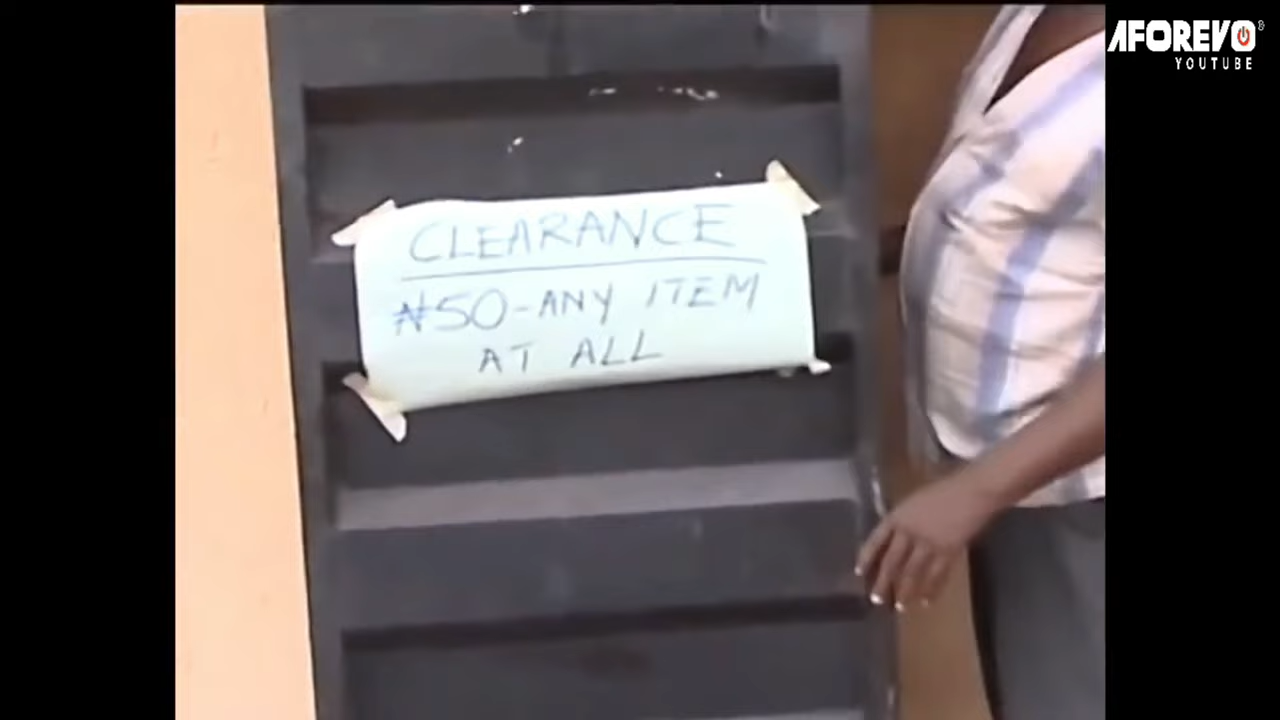 AFOREVO
YOUTUBE
CLEARANCE
₦50-ANY ITEM
AT ALL